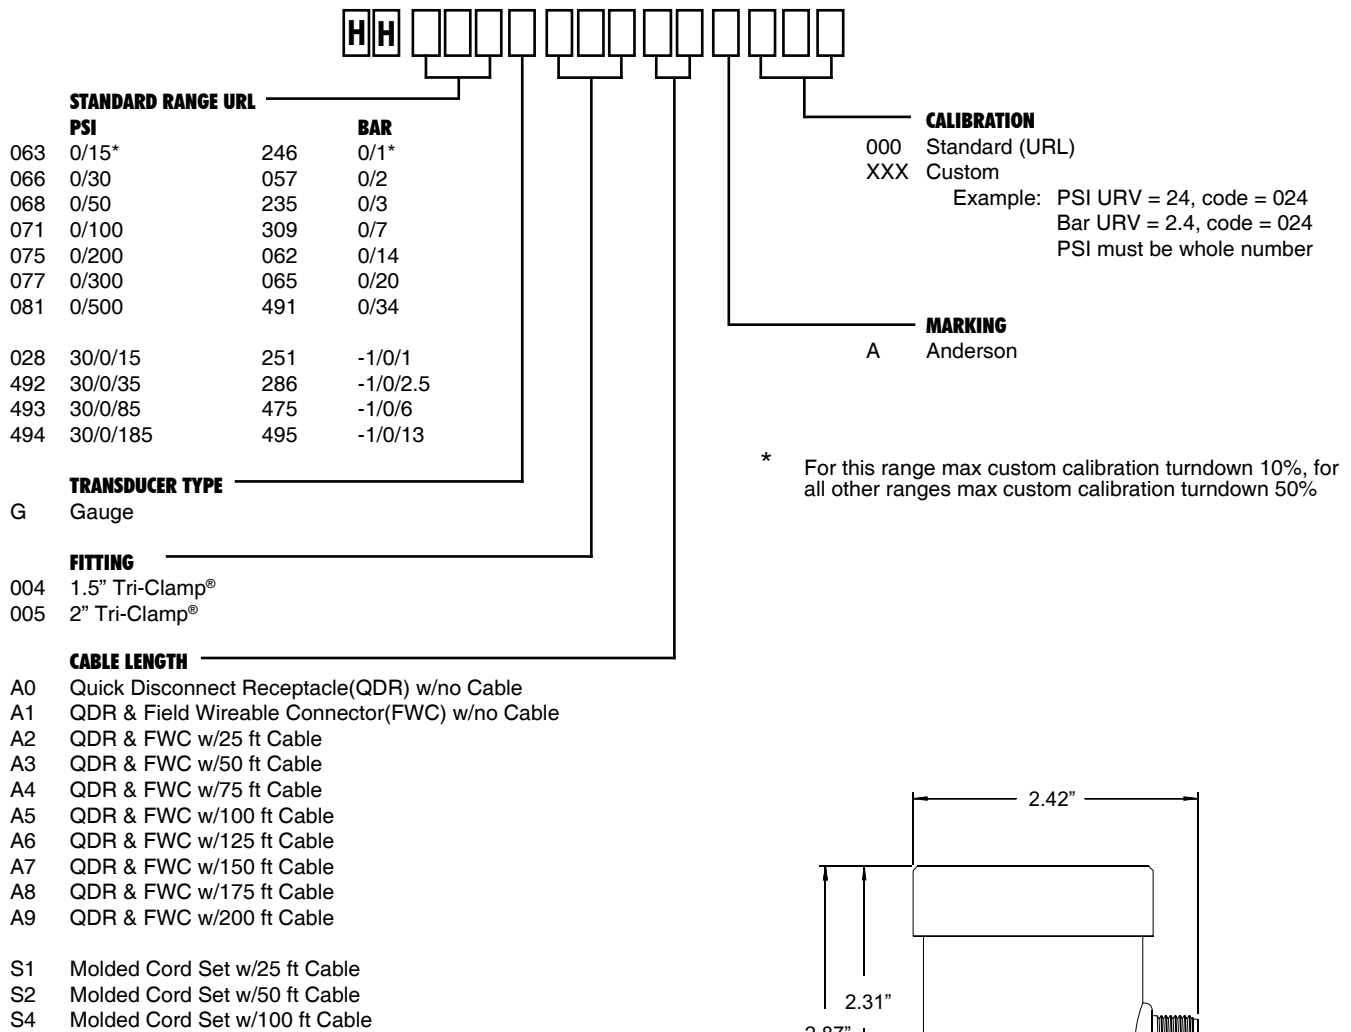 HH
STANDARD RANGE URL
PSI BAR
063 0/15* 246 0/1*
066 0/30 057 0/2
068 0/50 235 0/3
071 0/100 309 0/7
075 0/200 062 0/14
077 0/300 065 0/20
081 0/500 491 0/34
028 30/0/15 251 -1/0/1
492 30/0/35 286 -1/0/2.5
493 30/0/85 475 -1/0/6
494 30/0/185 495 -1/0/13
TRANSDUCER TYPE
G Gauge
FITTING
004 1.5” Tri-Clamp®
005 2” Tri-Clamp®
CABLE LENGTH
A0 Quick Disconnect Receptacle(QDR) w/no Cable
A1 QDR & Field Wireable Connector(FWC) w/no Cable
A2 QDR & FWC w/25 ft Cable
A3 QDR & FWC w/50 ft Cable
A4 QDR & FWC w/75 ft Cable
A5 QDR & FWC w/100 ft Cable
A6 QDR & FWC w/125 ft Cable
A7 QDR & FWC w/150 ft Cable
A8 QDR & FWC w/175 ft Cable
A9 QDR & FWC w/200 ft Cable
S1 Molded Cord Set w/25 ft Cable
S2 Molded Cord Set w/50 ft Cable
S4 Molded Cord Set w/100 ft Cable
CALIBRATION
000 Standard (URL)
XXX Custom
Example: PSI URV = 24, code = 024
Bar URV = 2.4, code = 024
PSI must be whole number
MARKING
A Anderson
* For this range max custom calibration turndown 10%, for
all other ranges max custom calibration turndown 50%
2.42”
2.31”
2.87”